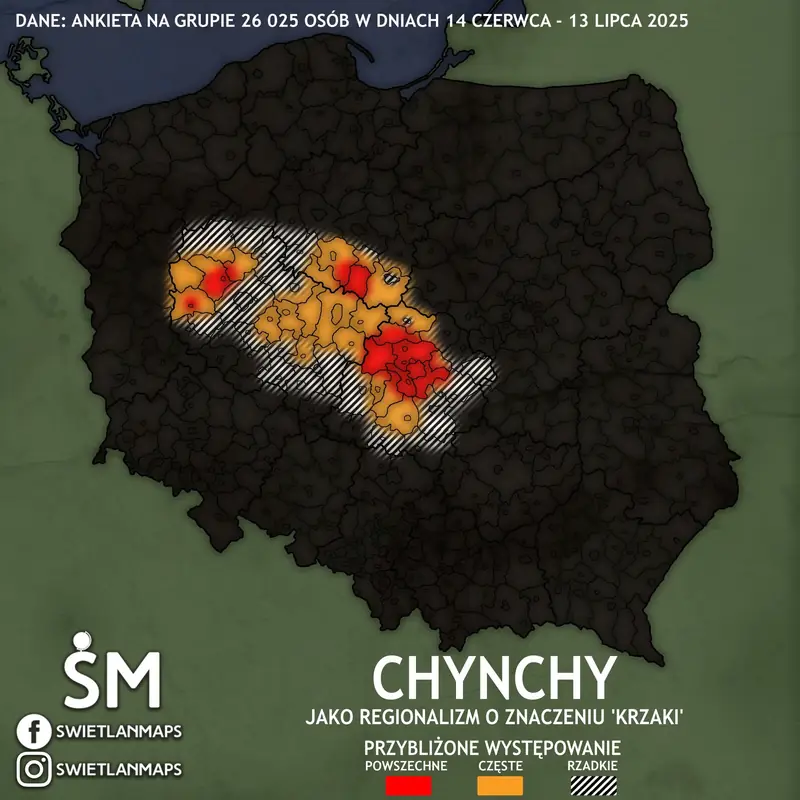 DANE: ANKIETA NA GRUPIE 26 025 OSÓB W DNIACH 14 CZERWCA - 13 LIPCA 2025
ŚM
SWIETLANMAPS
SWIETLANMAPS
CHYNCHY
JAKO REGIONALIZM O ZNACZENIU 'KRZAKI'
PRZYBLIŻONE WYSTĘPOWANIE
POWSZECHNE CZĘSTE RZADKIE